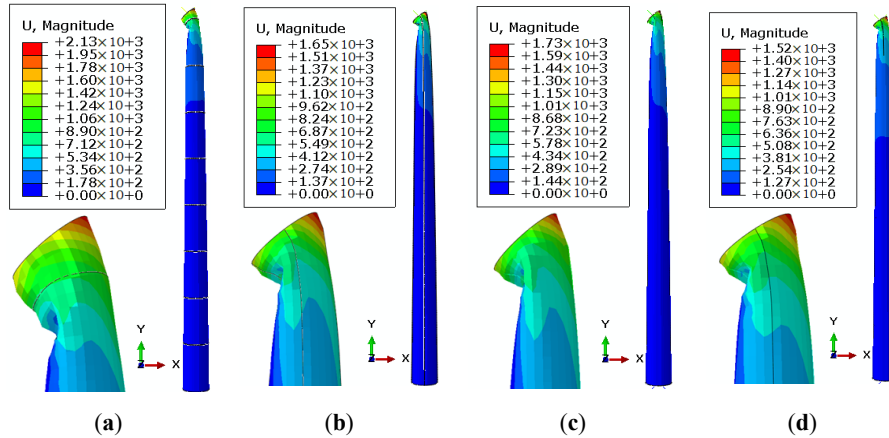 U, Magnitude
+2.13×10+3
+1.95×10+3
+1.78×10+3
+1.60×10+3
+1.42×10+3
+1.24×10+3
+1.06×10+3
+8.90×10+2
+7.12×10+2
+5.34×10+2
+3.56×10+2
+1.78×10+2
+0.00×10+0
Y
Z
X
(a)
U, Magnitude
+1.65×10+3
+1.51×10+3
+1.37×10+3
+1.23×10+3
+1.10×10+3
+9.62×10+2
+8.24×10+2
+6.87×10+2
+5.49×10+2
+4.12×10+2
+2.74×10+2
+1.37×10+2
+0.00×10+0
Y
Z
X
(b)
U, Magnitude
+1.73×10+3
+1.59×10+3
+1.44×10+3
+1.30×10+3
+1.15×10+3
+1.01×10+3
+8.68×10+2
+7.23×10+2
+5.78×10+2
+4.34×10+2
+2.89×10+2
+1.44×10+2
+0.00×10+0
Y
Z
X
(c)
U, Magnitude
+1.52×10+3
+1.40×10+3
+1.27×10+3
+1.14×10+3
+1.01×10+3
+8.90×10+2
+7.63×10+2
+6.36×10+2
+5.08×10+2
+3.81×10+2
+2.54×10+2
+1.27×10+2
+0.00×10+0
Y
Z
X
(d)